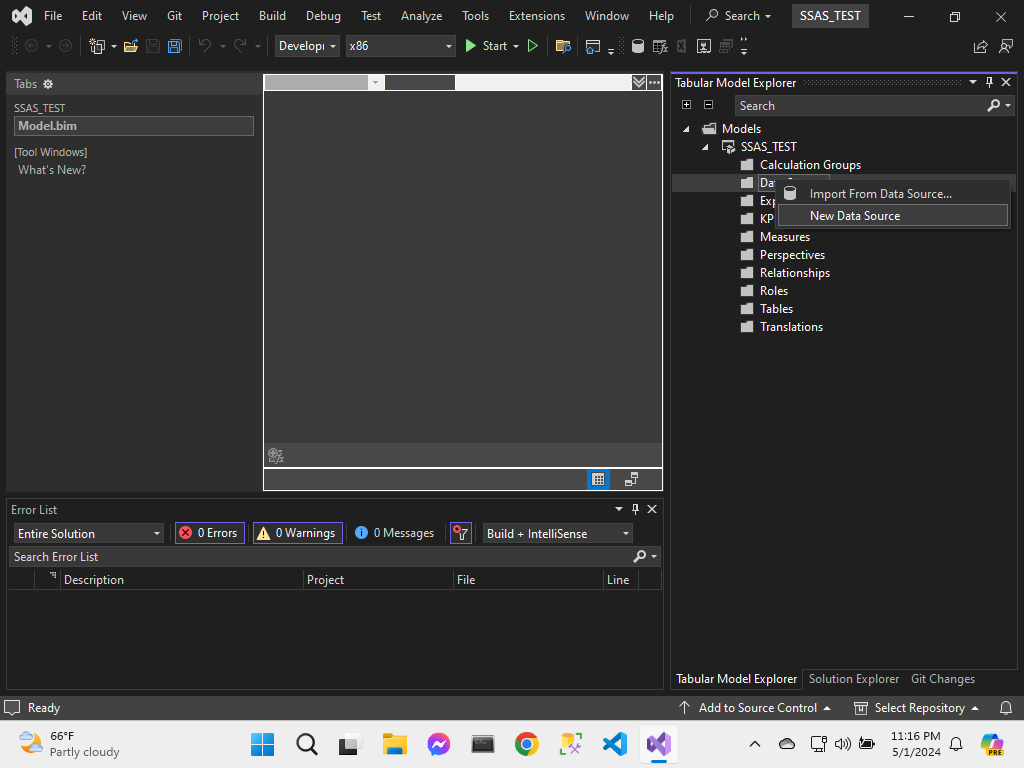 File Edit View Git Project Build Debug Test Analyze Tools Extensions Window Help Search SSAS_TEST
x86 Start
Tabs
SSAS_TEST
Model.bim
[Tool Windows]
What's New?
Tabular Model Explorer
Search
Models
SSAS_TEST
Calculation Groups
Import From Data Source...
New Data Source
Measures
Perspectives
Relationships
Roles
Tables
Translations
Error List
Entire Solution 0 Errors 0 Warnings 0 Messages Build + IntelliSense
Search Error List
Description Project File Line
Tabular Model Explorer Solution Explorer Git Changes
Ready Add to Source Control Select Repository
66°F
Partly cloudy
11:16 PM
5/1/2024
PRE